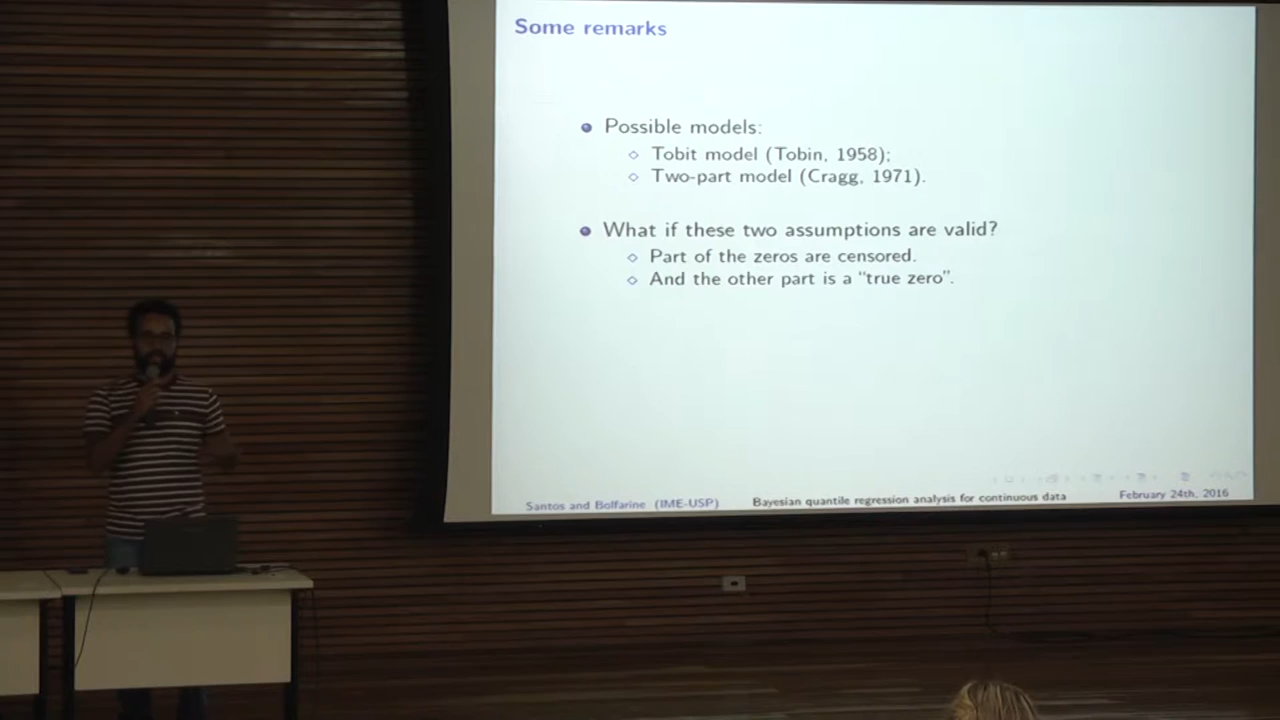 Some remarks
Possible models:
Tobit model (Tobin, 1958);
Two-part model (Cragg, 1971).
What if these two assumptions are valid?
Part of the zeros are censored.
And the other part is a “true zero”.
Santos and Bolfarine (IME-USP) Bayesian quantile regression analysis for continuous data February 24th, 2016